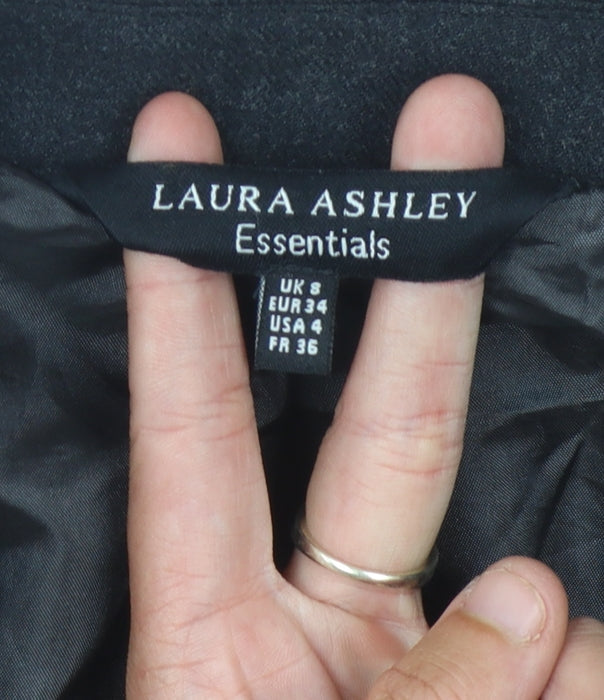 LAURA ASHLEY
Essentials
UK 8
EUR 34
USA 4
FR 36